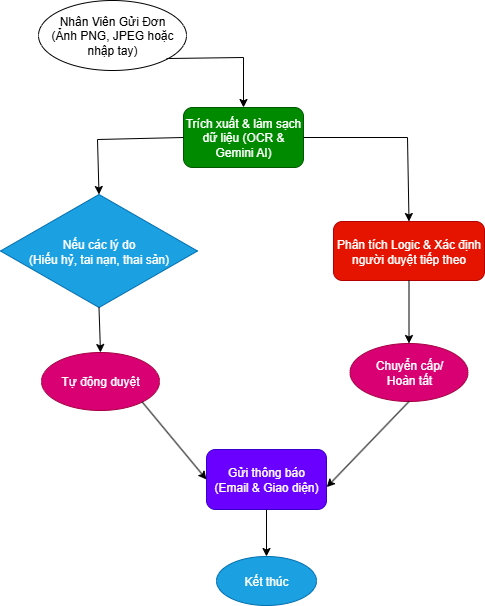 Nhân Viên Gửi Đơn
(Ảnh PNG, JPEG hoặc
nhập tay)
Trích xuất & làm sạch
dữ liệu (OCR &
Gemini AI)
Nếu các lý do
(Hiếu hỷ, tai nạn, thai sản)
Phân tích Logic & Xác định
người duyệt tiếp theo
Tự động duyệt
Chuyển cấp/
Hoàn tất
Gửi thông báo
(Email & Giao diện)
Kết thúc